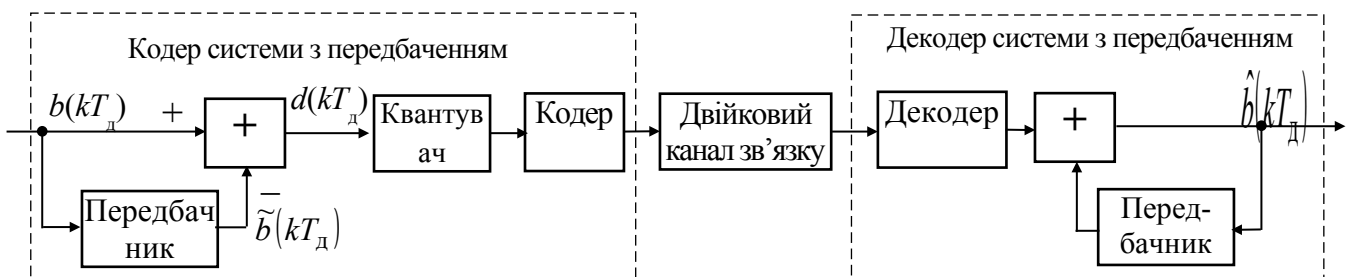 Кодер системи з передбаченням
Декодер системи з передбаченням
b(kTд)
+
+
d(kTд)
Квантув
ач
Кодер
Двійковий
канал зв’язку
Декодер
+
b̂(kTд)
Передбач
ник
−
b̃(kTд)
Перед-
бачник